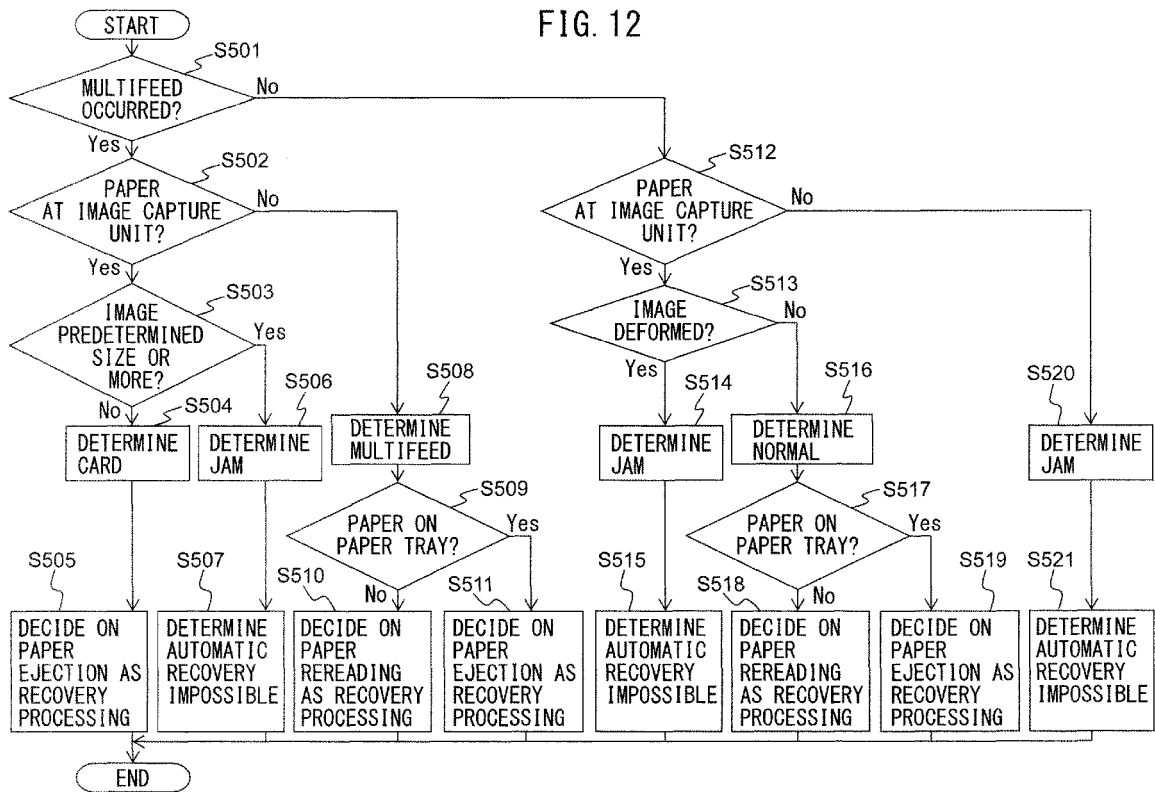 FIG. 12
START
S501
MULTIFEED
OCCURRED?
No
Yes
S502
PAPER
AT IMAGE CAPTURE
UNIT?
No
Yes
S512
PAPER
AT IMAGE CAPTURE
UNIT?
No
Yes
S503
IMAGE
PREDETERMINED
SIZE OR
MORE?
Yes
No
S513
IMAGE
DEFORMED?
No
Yes
S504
DETERMINE
CARD
S506
DETERMINE
JAM
S508
DETERMINE
MULTIFEED
S514
DETERMINE
JAM
S516
DETERMINE
NORMAL
S520
DETERMINE
JAM
S509
PAPER ON
PAPER TRAY?
Yes
No
S517
PAPER ON
PAPER TRAY?
Yes
No
S505
DECIDE ON
PAPER
EJECTION AS
RECOVERY
PROCESSING
S507
DETERMINE
AUTOMATIC
RECOVERY
IMPOSSIBLE
S510
DECIDE ON
PAPER
REREADING
AS RECOVERY
PROCESSING
S511
DECIDE ON
PAPER
EJECTION AS
RECOVERY
PROCESSING
S515
DETERMINE
AUTOMATIC
RECOVERY
IMPOSSIBLE
S518
DECIDE ON
PAPER
REREADING
AS RECOVERY
PROCESSING
S519
DECIDE ON
PAPER
EJECTION AS
RECOVERY
PROCESSING
S521
DETERMINE
AUTOMATIC
RECOVERY
IMPOSSIBLE
END